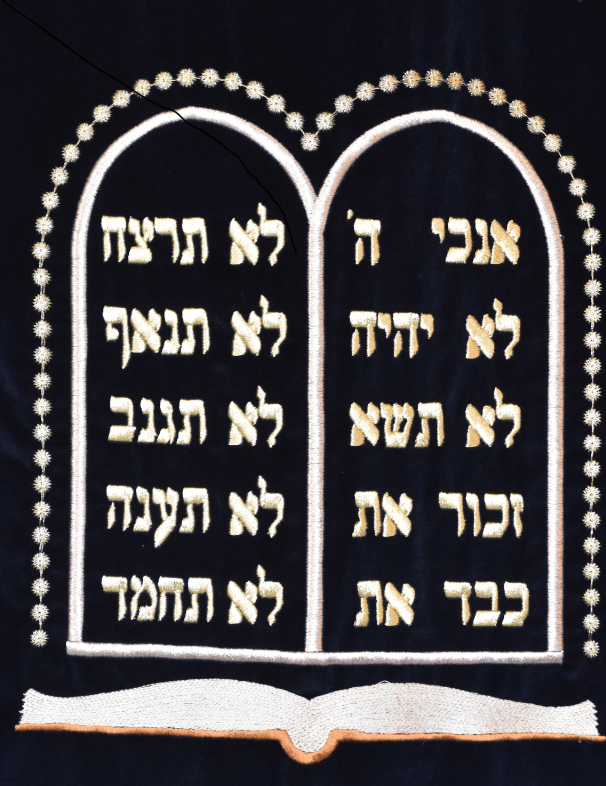 אנכי ה'
לא יהיה
לא תשא
זכור את
כבד את
לא תרצח
לא תנאף
לא תגנב
לא תענה
לא תחמד